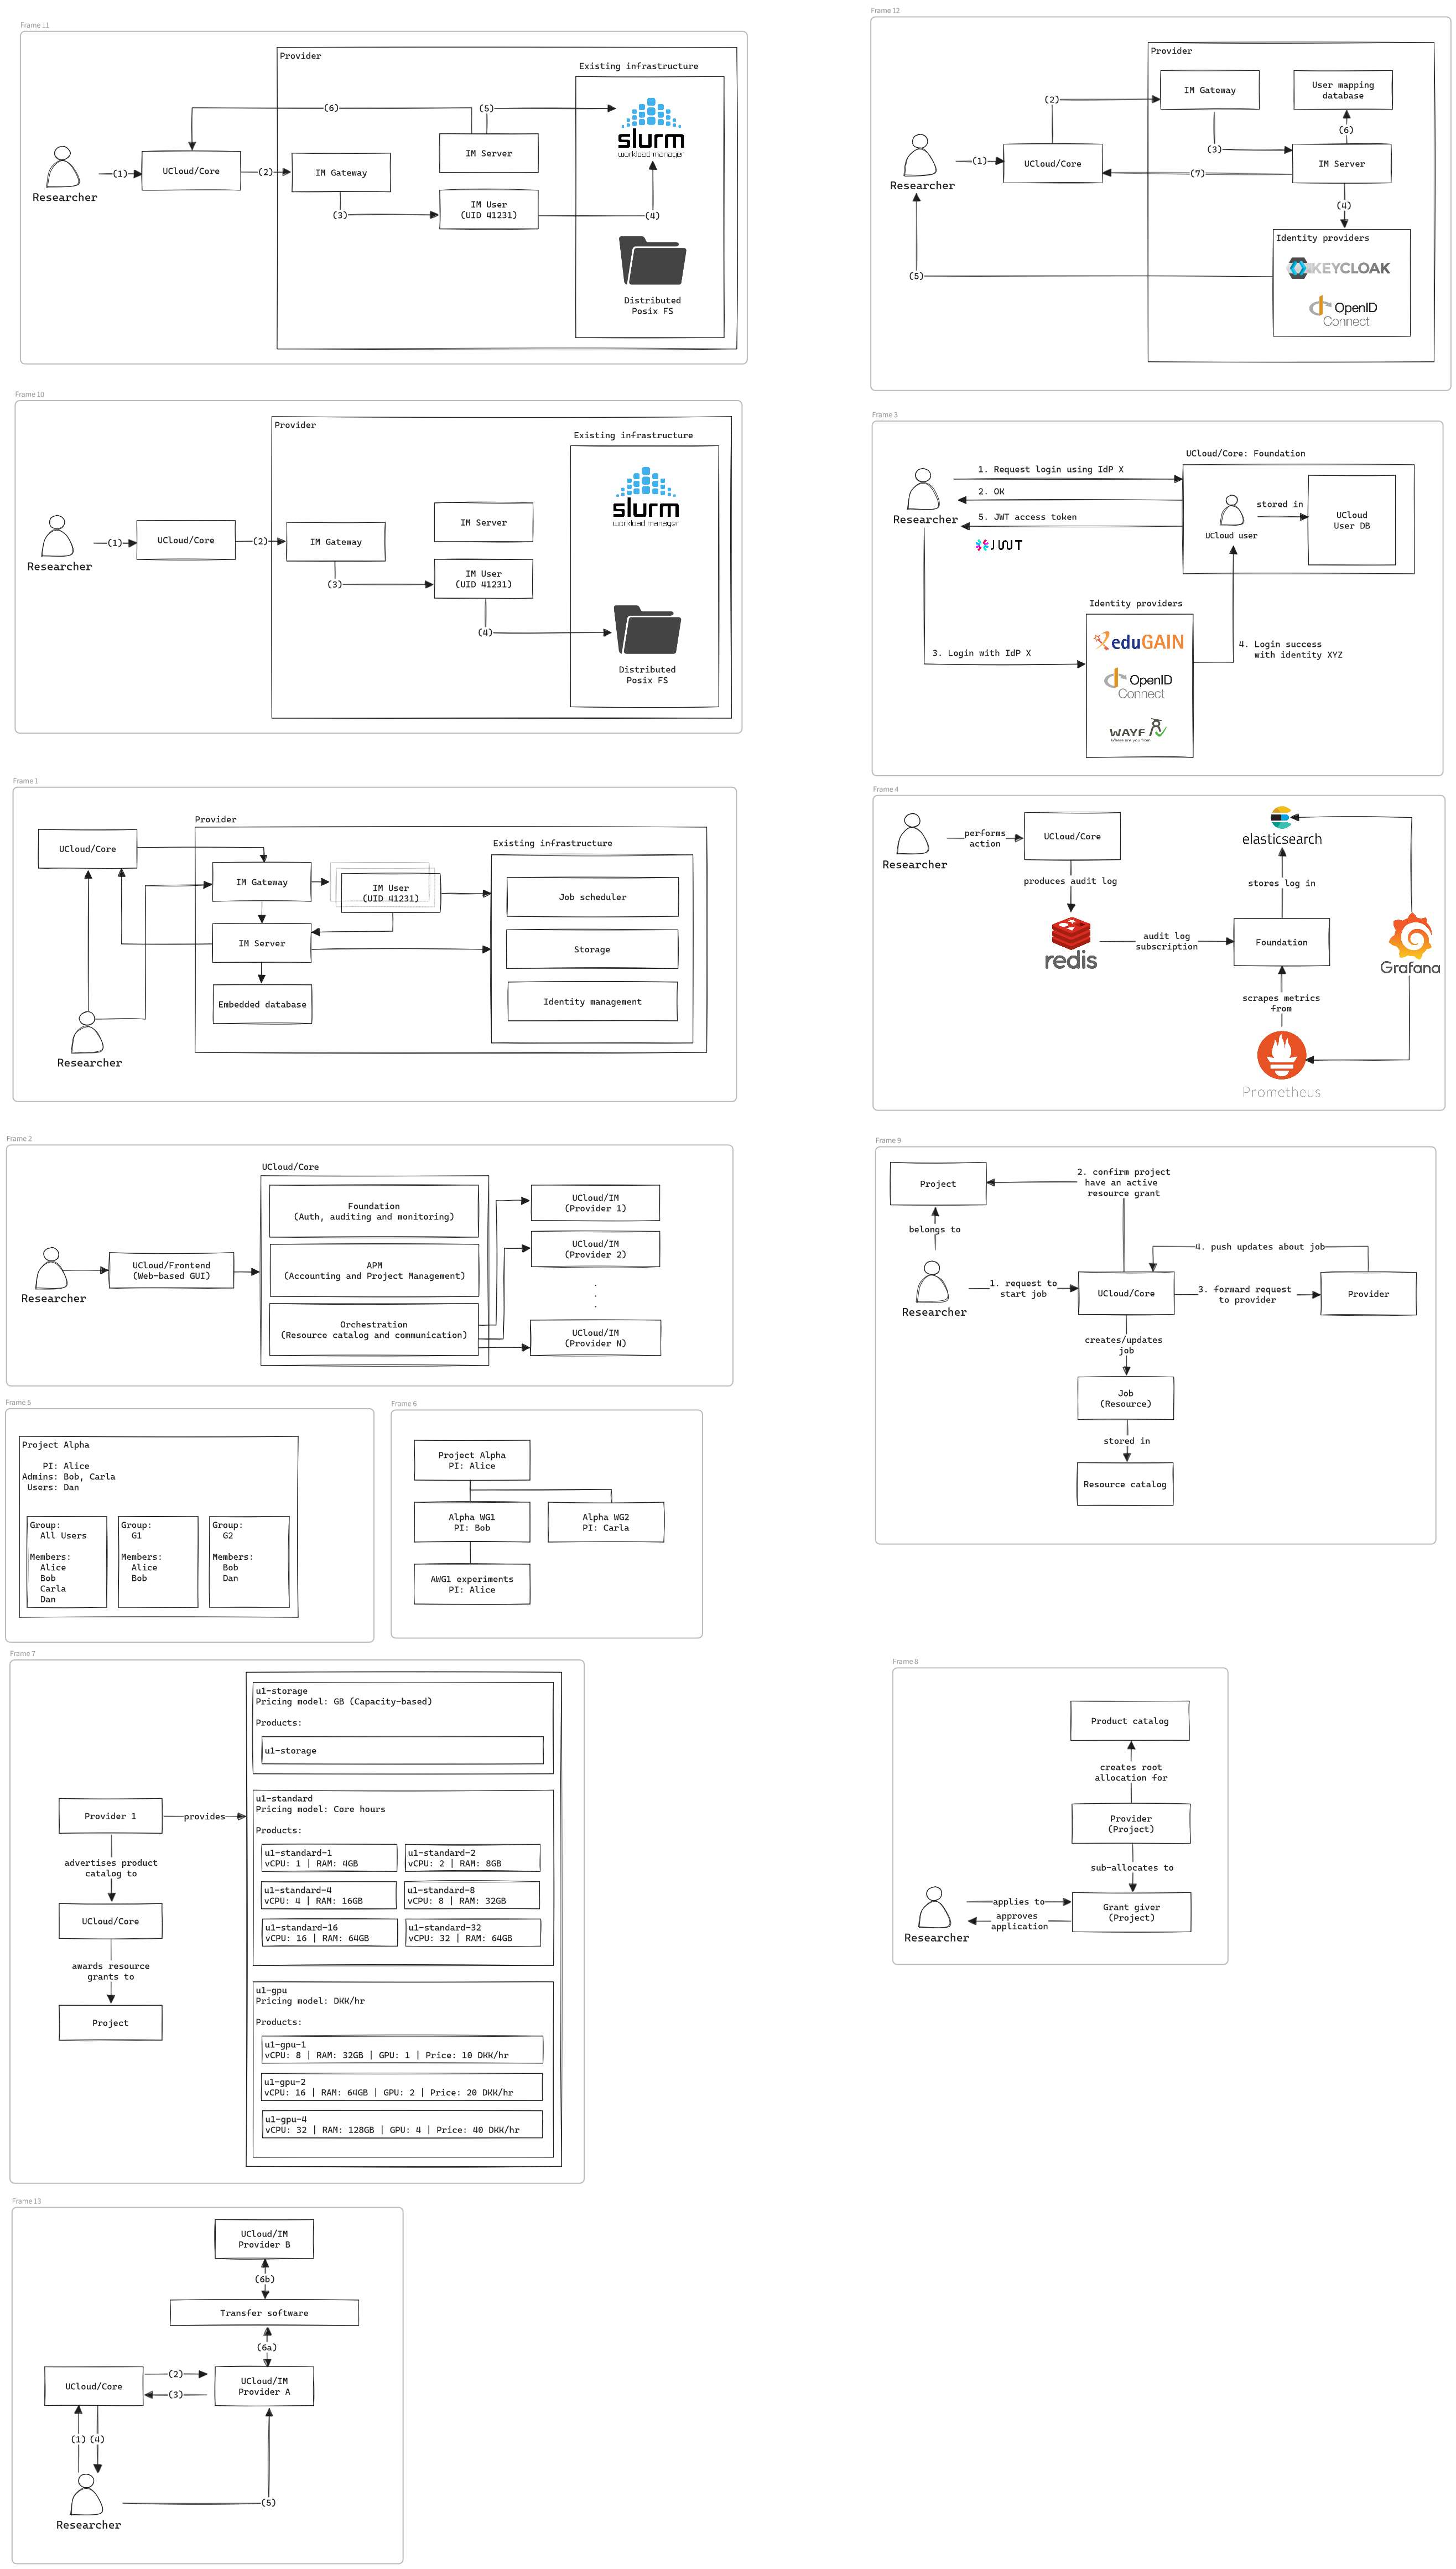 Frame 11
Provider
Existing infrastructure
(6)
(5)
slurm
workload manager
IM Server
(1)
UCloud/Core
(2)
IM Gateway
Researcher
(3)
IM User
(UID 41231)
(4)
Distributed
Posix FS
Frame 12
Provider
IM Gateway
User mapping
database
(2)
(6)
(3)
(1)
UCloud/Core
IM Server
(7)
Researcher
(4)
Identity providers
KEYCLOAK
(5)
OpenID
Connect
Frame 10
Provider
Existing infrastructure
slurm
workload manager
IM Server
(1)
UCloud/Core
(2)
IM Gateway
Researcher
(3)
IM User
(UID 41231)
(4)
Distributed
Posix FS
Frame 3
UCloud/Core: Foundation
1. Request login using IdP X
2. OK
Researcher
5. JWT access token
JWT
UCloud user
stored in
UCloud
User DB
Identity providers
eduGAIN
3. Login with IdP X
4. Login success
with identity XYZ
OpenID
Connect
WAYF
Where are you from
Frame 1
Provider
UCloud/Core
Existing infrastructure
IM Gateway
IM User
(UID 41231)
Job scheduler
IM Server
Storage
Embedded database
Identity management
Researcher
Frame 4
performs
action
UCloud/Core
Researcher
elasticsearch
produces audit log
stores log in
redis
audit log
subscription
Foundation
Grafana
scrapes metrics
from
Prometheus
Frame 2
UCloud/Core
Foundation
(Auth, auditing and monitoring)
UCloud/IM
(Provider 1)
UCloud/IM
(Provider 2)
UCloud/Frontend
(Web-based GUI)
APM
(Accounting and Project Management)
Researcher
.
.
.
Orchestration
(Resource catalog and communication)
UCloud/IM
(Provider N)
Frame 9
Project
2. confirm project
have an active
resource grant
belongs to
4. push updates about job
1. request to
start job
UCloud/Core
3. forward request
to provider
Provider
Researcher
creates/updates
job
Job
(Resource)
stored in
Resource catalog
Frame 5
Project Alpha
PI: Alice
Admins: Bob, Carla
Users: Dan
Group:
All Users
Members:
Alice
Bob
Carla
Dan
Group:
G1
Members:
Alice
Bob
Group:
G2
Members:
Bob
Dan
Frame 6
Project Alpha
PI: Alice
Alpha WG1
PI: Bob
Alpha WG2
PI: Carla
AWG1 experiments
PI: Alice
Frame 7
u1-storage
Pricing model: GB (Capacity-based)
Products:
u1-storage
Provider 1
provides
advertises product
catalog to
UCloud/Core
awards resource
grants to
Project
u1-standard
Pricing model: Core hours
Products:
u1-standard-1
vCPU: 1 | RAM: 4GB
u1-standard-2
vCPU: 2 | RAM: 8GB
u1-standard-4
vCPU: 4 | RAM: 16GB
u1-standard-8
vCPU: 8 | RAM: 32GB
u1-standard-16
vCPU: 16 | RAM: 64GB
u1-standard-32
vCPU: 32 | RAM: 64GB
u1-gpu
Pricing model: DKK/hr
Products:
u1-gpu-1
vCPU: 8 | RAM: 32GB | GPU: 1 | Price: 10 DKK/hr
u1-gpu-2
vCPU: 16 | RAM: 64GB | GPU: 2 | Price: 20 DKK/hr
u1-gpu-4
vCPU: 32 | RAM: 128GB | GPU: 4 | Price: 40 DKK/hr
Frame 8
Product catalog
creates root
allocation for
Provider
(Project)
sub-allocates to
applies to
approves
application
Grant giver
(Project)
Researcher
Frame 13
UCloud/IM
Provider B
(6b)
Transfer software
(6a)
UCloud/Core
(2)
(3)
UCloud/IM
Provider A
(1)
(4)
(5)
Researcher